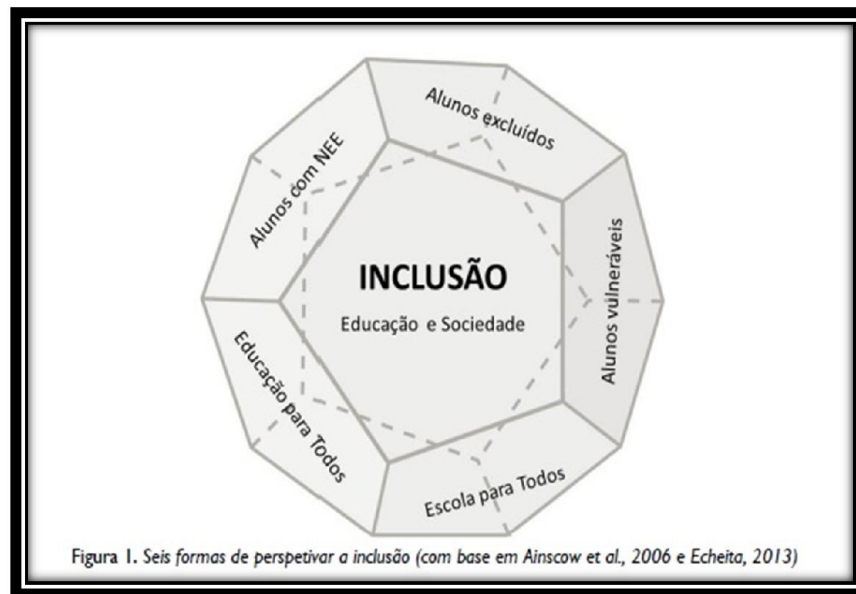 Alunos excluídos
Alunos com NEE
Alunos vulneráveis
INCLUSÃO
Educação e Sociedade
Educação para Todos
Escola para Todos
Figura 1. Seis formas de perspetivar a inclusão (com base em Ainscow et al., 2006 e Echeita, 2013)